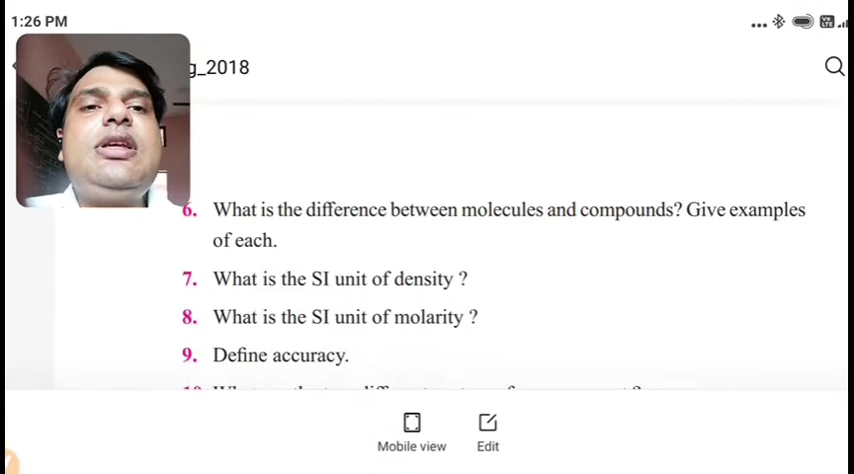 1:26 PM
g_2018
6. What is the difference between molecules and compounds? Give examples
of each.
7. What is the SI unit of density ?
8. What is the SI unit of molarity ?
9. Define accuracy.
Mobile view
Edit